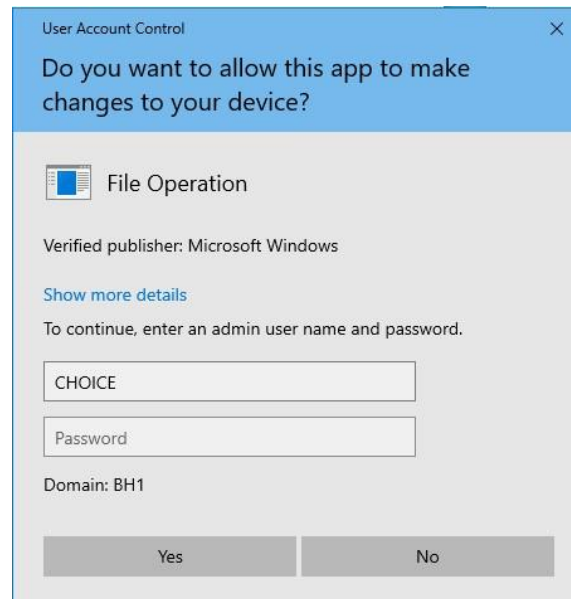 User Account Control
Do you want to allow this app to make
changes to your device?
File Operation
Verified publisher: Microsoft Windows
Show more details
To continue, enter an admin user name and password.
CHOICE
Password
Domain: BH1
Yes
No